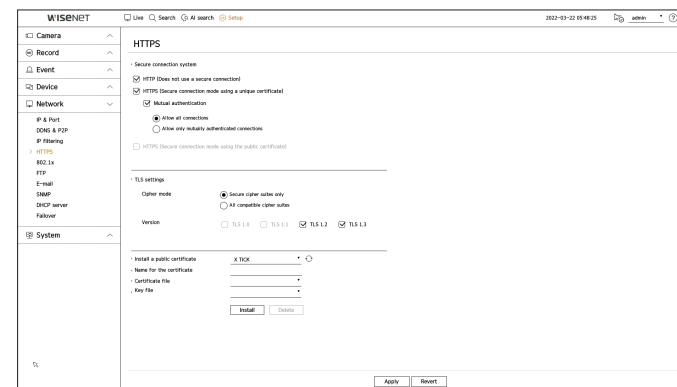 WISENET
Live Search AI search Setup 2022-03-22 05:48:25 admin
Camera
Record
Event
Device
Network
IP & Port
DDNS & P2P
IP filtering
HTTPS
802.1x
FTP
E-mail
SNMP
DHCP server
Failover
System
HTTPS
Secure connection system
HTTP (Does not use a secure connection)
HTTPS (Secure connection mode using a unique certificate)
Mutual authentication
Allow all connections
Allow only mutually authenticated connections
HTTPS (Secure connection mode using the public certificate)
TLS settings
Cipher mode
Secure cipher suites only
All compatible cipher suites
Version
TLS 1.0 TLS 1.1 TLS 1.2 TLS 1.3
Install a public certificate X TICK
Name for the certificate
Certificate file
Key file
Install Delete
Apply Revert